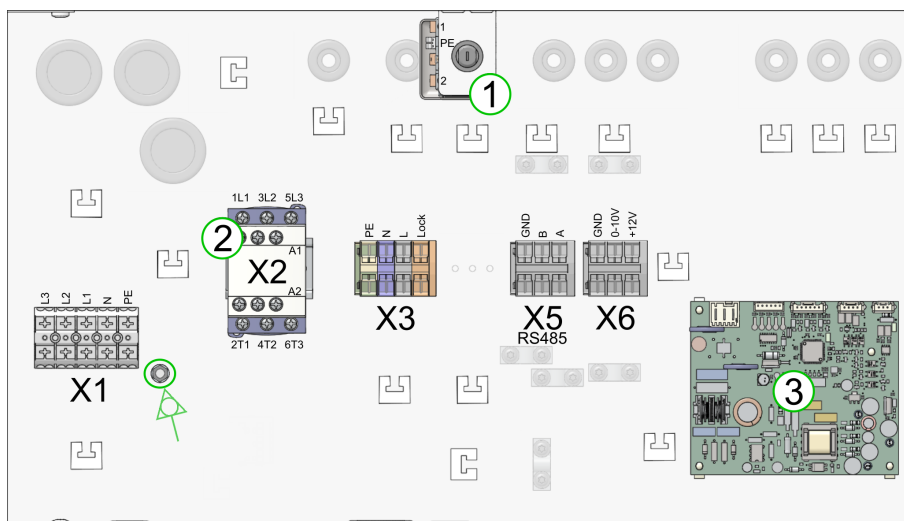 1
PE
2
1
1L1 3L2 5L3
2
A1
X2
A2
2T1 4T2 6T3
PE N L Lock
X3
GND B A
X5
RS485
GND 0-10V +12V
X6
L3 L2 L1 N PE
X1
3